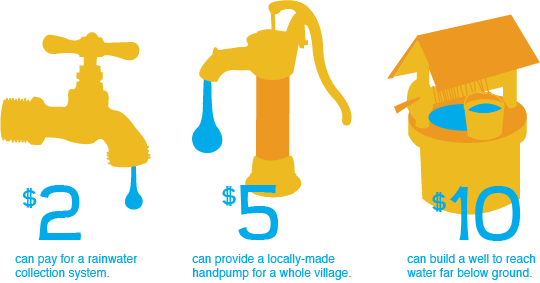 $2
can pay for a rainwater
collection system.
$5
can provide a locally-made
handpump for a whole village.
$10
can build a well to reach
water far below ground.